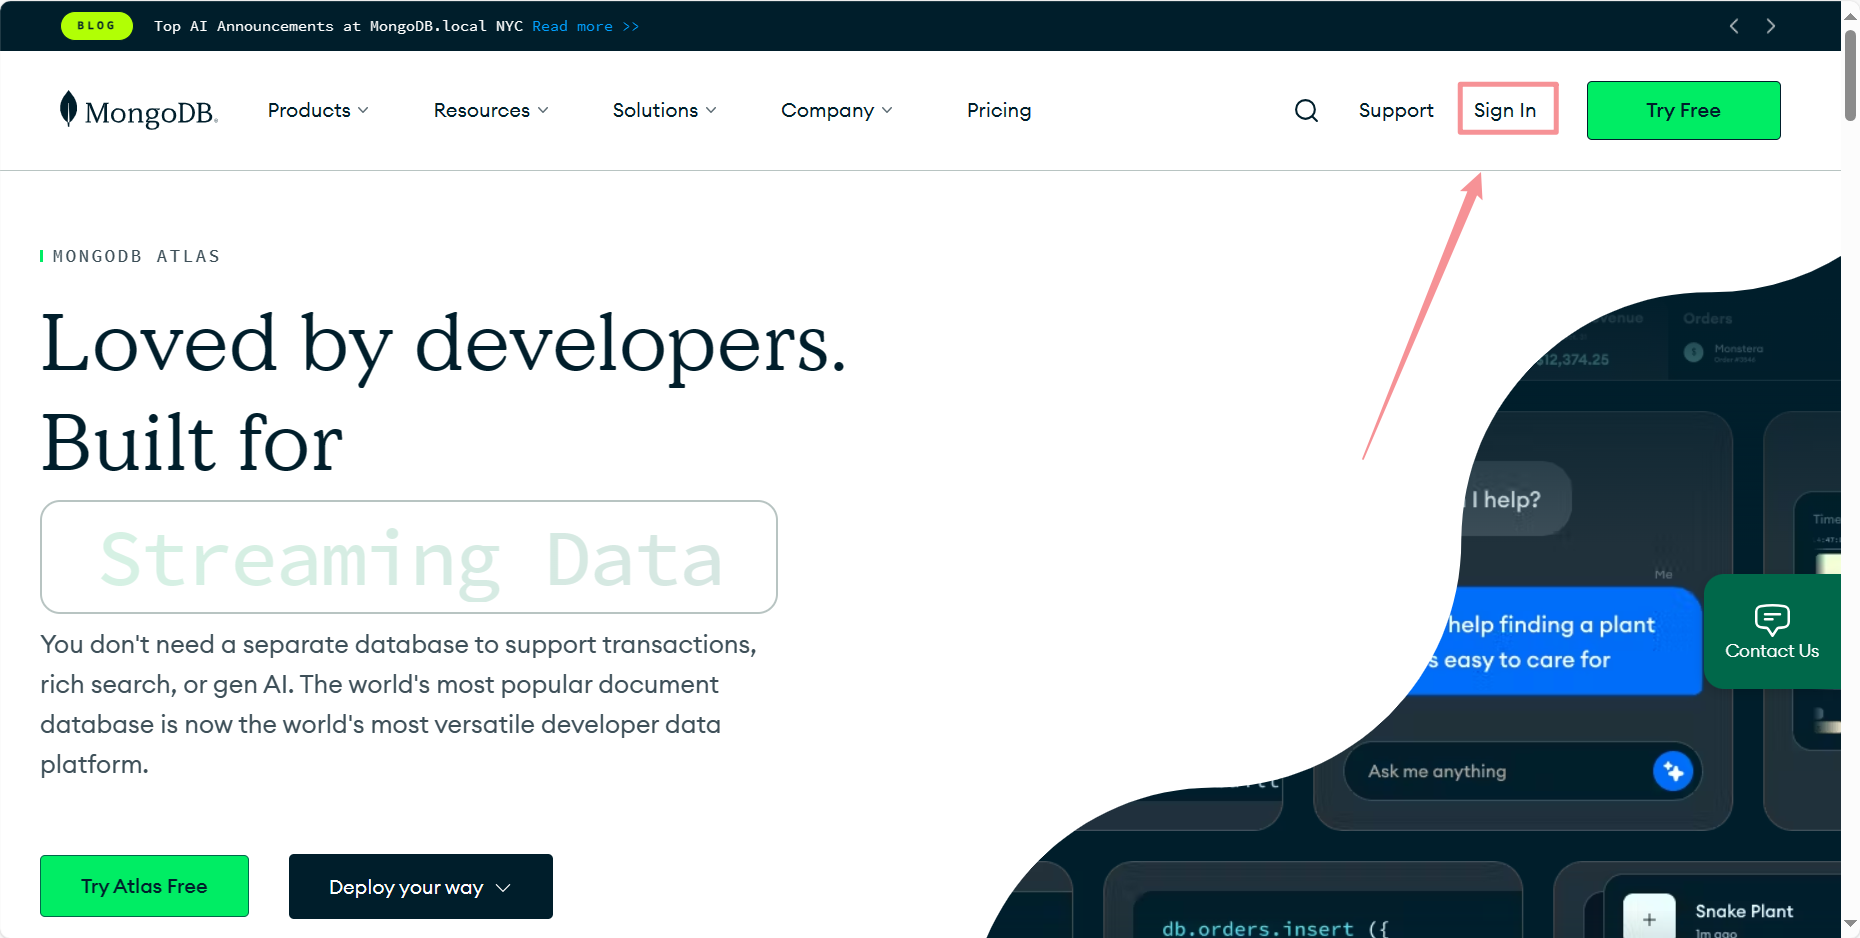 BLOG Top AI Announcements at MongoDB.local NYC Read more >>
MongoDB. Products Resources Solutions Company Pricing Support Sign In Try Free
MONGODB ATLAS
Loved by developers.
Built for
Streaming Data
You don't need a separate database to support transactions,
rich search, or gen AI. The world's most popular document
database is now the world's most versatile developer data
platform.
Try Atlas Free
Deploy your way
Orders
Monstera
12,374.25
I help?
Time
Me
help finding a plant
easy to care for
Contact Us
Ask me anything
db.orders.insert ({
Snake Plant
1m ago